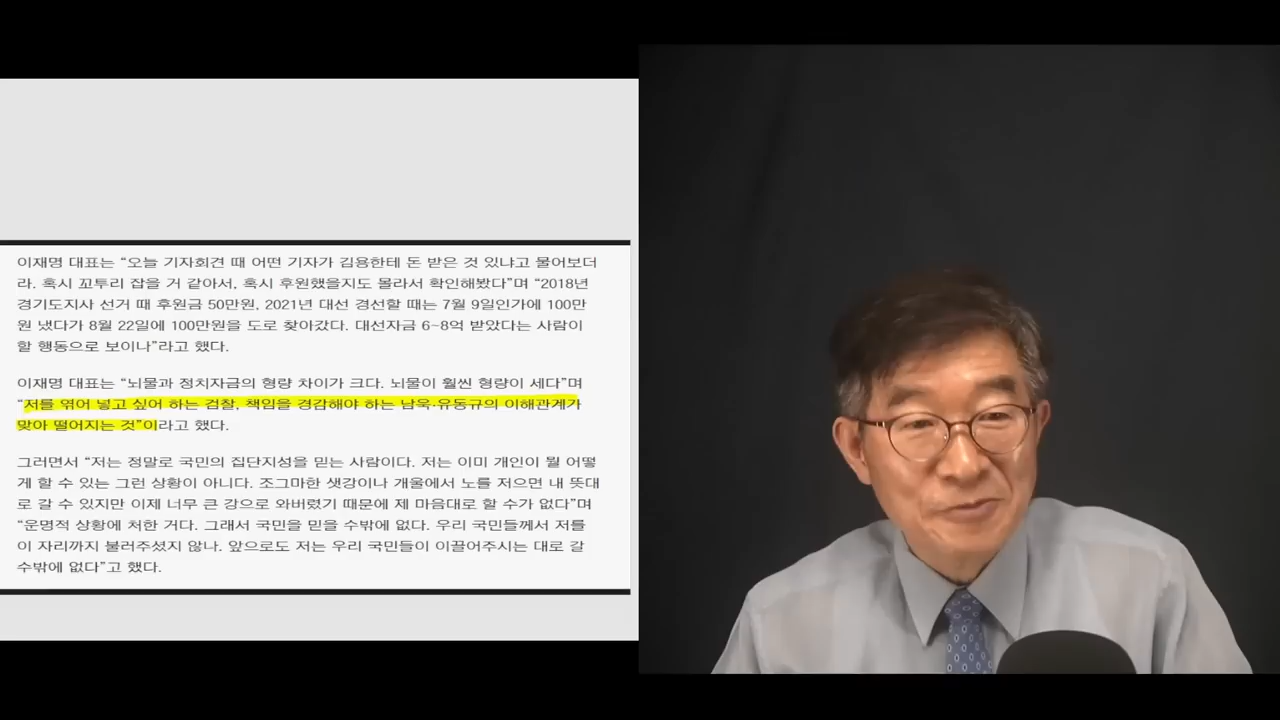 이재명 대표는 “오늘 기자회견 때 어떤 기자가 김용한테 돈 받은 것 있냐고 물어보더
라. 혹시 꼬투리 잡을 거 같아서, 혹시 후원했을지도 몰라서 확인해봤다”며 “2018년
경기도지사 선거 때 후원금 50만원, 2021년 대선 경선할 때는 7월 9일인가에 100만
원 냈다가 8월 22일에 100만원을 도로 찾아갔다. 대선자금 6~8억 받았다는 사람이
할 행동으로 보이나”라고 했다.
이재명 대표는 “뇌물과 정치자금의 형량 차이가 크다. 뇌물이 훨씬 형량이 세다”며
“저를 엮어 넣고 싶어 하는 검찰, 책임을 경감해야 하는 남욱·유동규의 이해관계가
맞아 떨어지는 것”이라고 했다.
그러면서 “저는 정말로 국민의 집단지성을 믿는 사람이다. 저는 이미 개인이 뭘 어떻
게 할 수 있는 그런 상황이 아니다. 조그마한 샛강이나 개울에서 노를 저으면 내 뜻대
로 갈 수 있지만 이제 너무 큰 강으로 와버렸기 때문에 제 마음대로 할 수가 없다”며
“운명적 상황에 처한 거다. 그래서 국민을 믿을 수밖에 없다. 우리 국민들께서 저를
이 자리까지 불러주셨지 않나. 앞으로도 저는 우리 국민들이 이끌어주시는 대로 갈
수밖에 없다”고 했다.